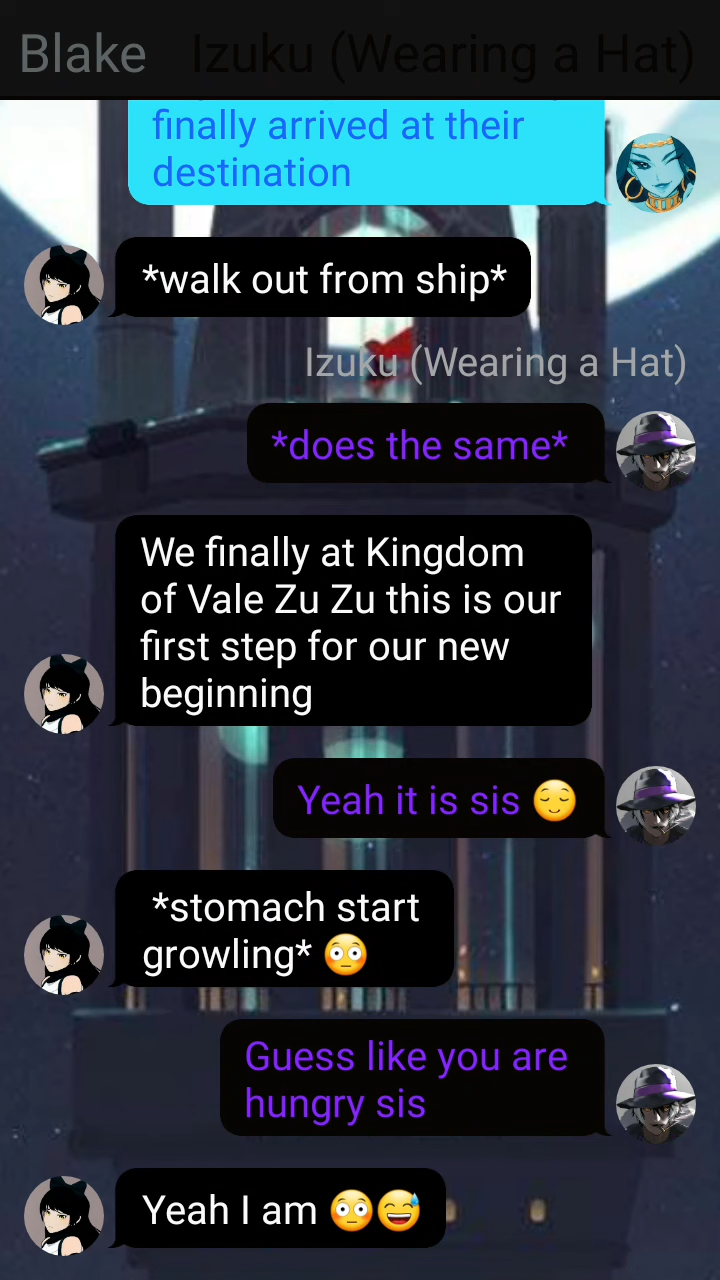 Blake Izuku (Wearing a Hat)
finally arrived at their
destination
*walk out from ship*
Izuku (Wearing a Hat)
*does the same*
We finally at Kingdom
of Vale Zu Zu this is our
first step for our new
beginning
Yeah it is sis 😌
*stomach start
growling* 😳
Guess like you are
hungry sis
Yeah I am 😳😅